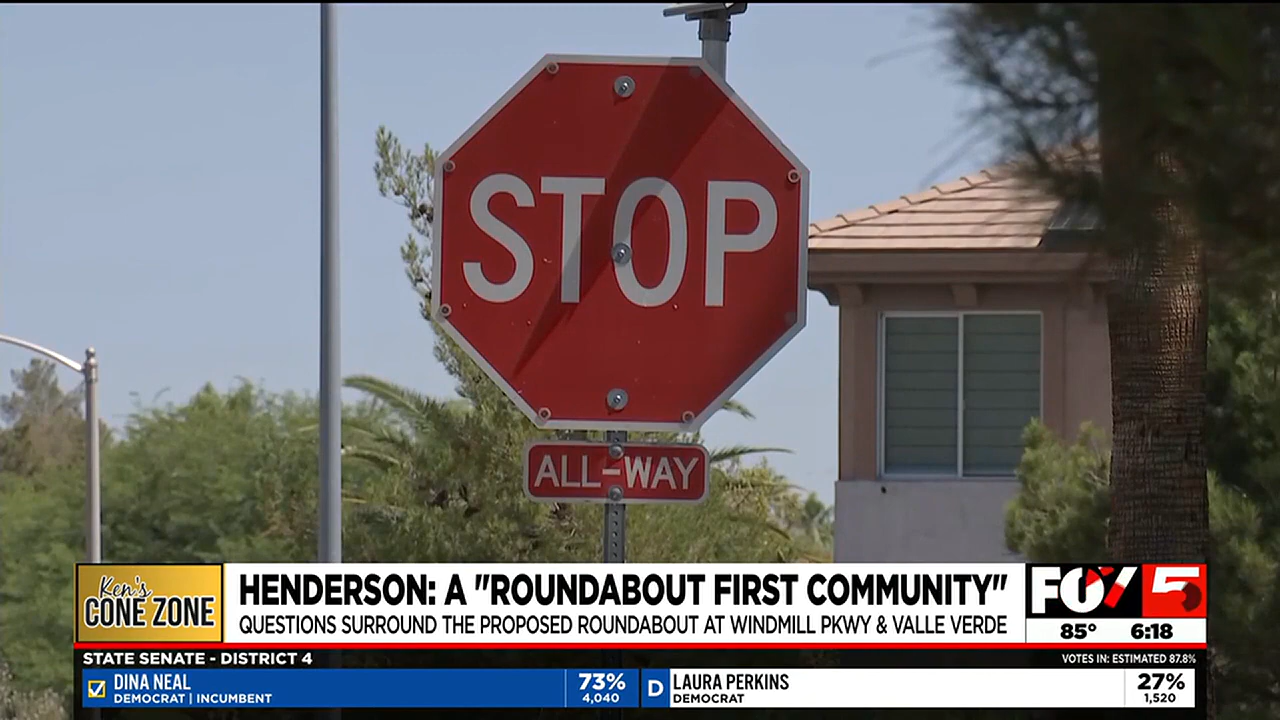 STOP
ALL-WAY
Ken's
CONE ZONE
HENDERSON: A "ROUNDABOUT FIRST COMMUNITY"
QUESTIONS SURROUND THE PROPOSED ROUNDABOUT AT WINDMILL PKWY & VALLE VERDE
FOX 5
85° 6:18
STATE SENATE - DISTRICT 4
VOTES IN: ESTIMATED 87.8%
DINA NEAL
DEMOCRAT | INCUMBENT
73%
4,040
D
LAURA PERKINS
DEMOCRAT
27%
1,520